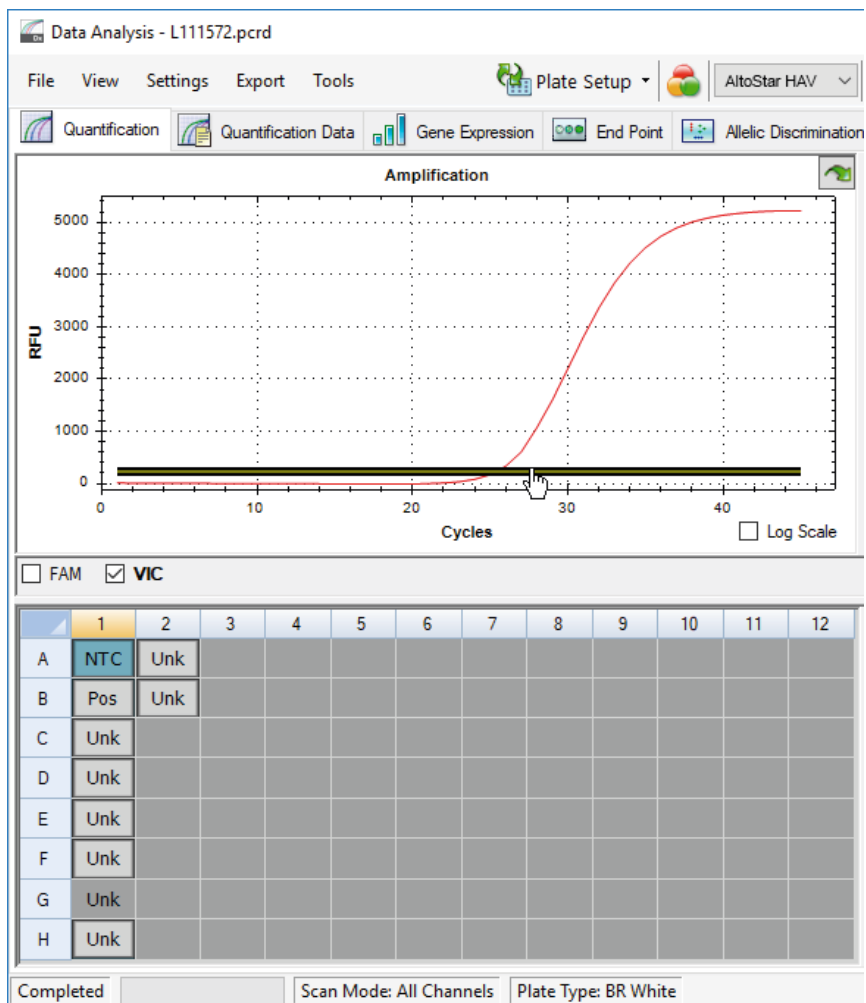 Data Analysis - L111572.pcrd
File View Settings Export Tools Plate Setup AltoStar HAV
Quantification Quantification Data Gene Expression End Point Allelic Discrimination
Amplification
5000
4000
3000
2000
1000
0
RFU
0 10 20 30 40
Cycles
Log Scale
FAM VIC
1 2 3 4 5 6 7 8 9 10 11 12
A NTC Unk
B Pos Unk
C Unk
D Unk
E Unk
F Unk
G Unk
H Unk
Completed Scan Mode: All Channels Plate Type: BR White